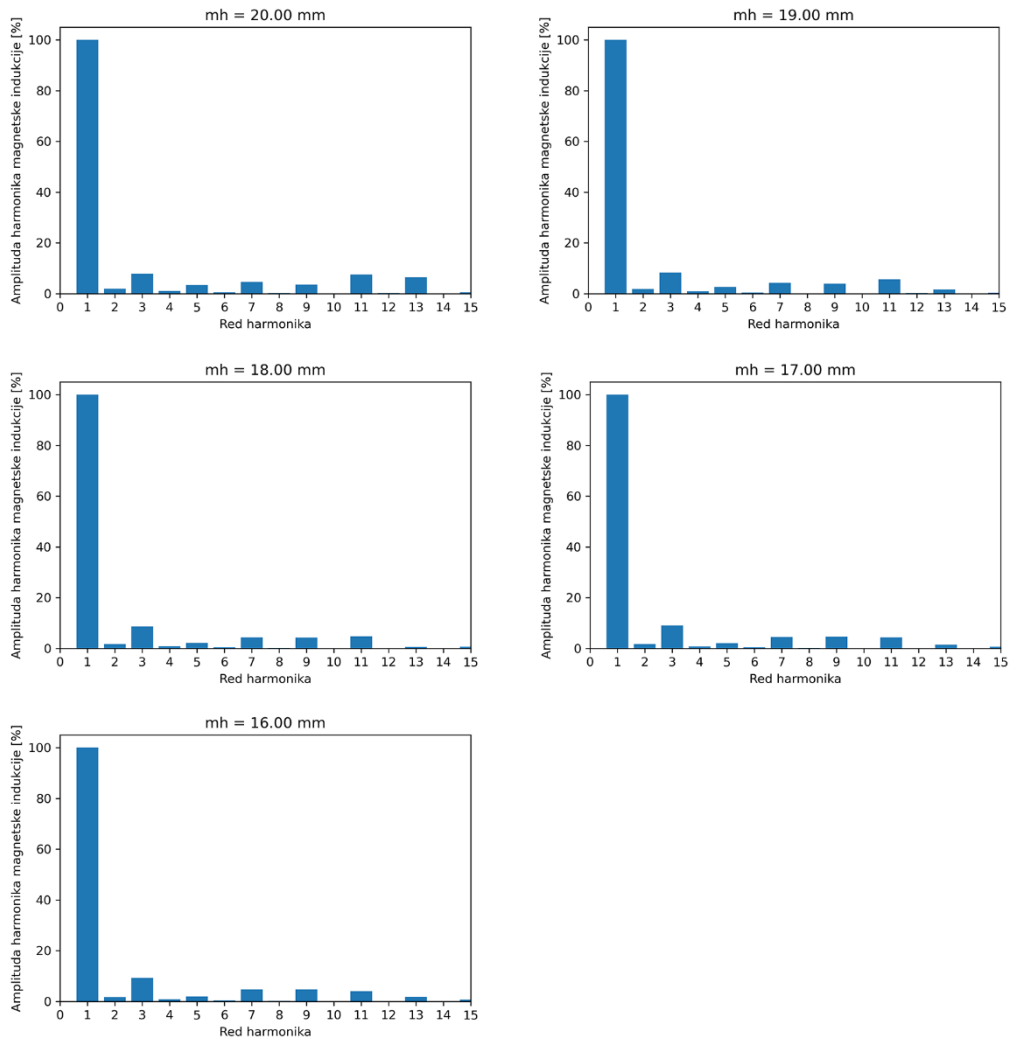 mh = 20.00 mm
Amplituda harmonika magnetske indukcije [%]
100
80
60
40
20
0
0 1 2 3 4 5 6 7 8 9 10 11 12 13 14 15
Red harmonika
mh = 19.00 mm
Amplituda harmonika magnetske indukcije [%]
100
80
60
40
20
0
0 1 2 3 4 5 6 7 8 9 10 11 12 13 14 15
Red harmonika
mh = 18.00 mm
Amplituda harmonika magnetske indukcije [%]
100
80
60
40
20
0
0 1 2 3 4 5 6 7 8 9 10 11 12 13 14 15
Red harmonika
mh = 17.00 mm
Amplituda harmonika magnetske indukcije [%]
100
80
60
40
20
0
0 1 2 3 4 5 6 7 8 9 10 11 12 13 14 15
Red harmonika
mh = 16.00 mm
Amplituda harmonika magnetske indukcije [%]
100
80
60
40
20
0
0 1 2 3 4 5 6 7 8 9 10 11 12 13 14 15
Red harmonika